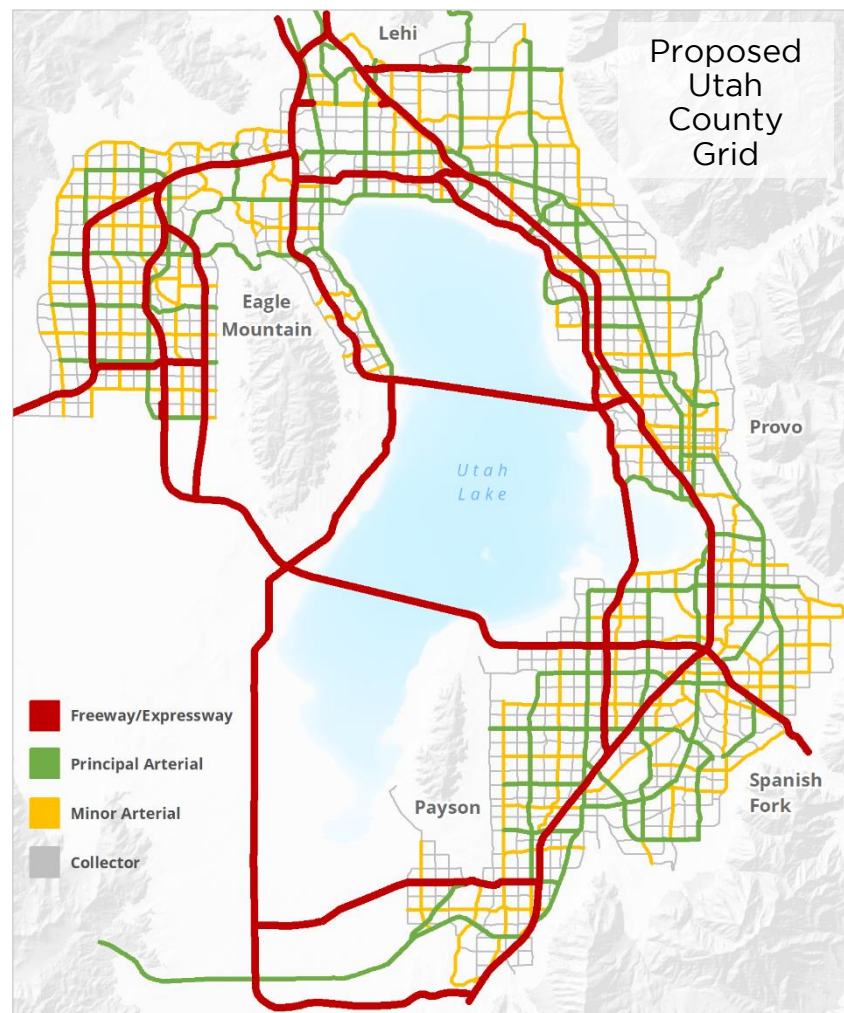 Proposed
Utah
County
Grid
Lehi
Eagle
Mountain
Provo
Utah
Lake
Freeway/Expressway
Principal Arterial
Minor Arterial
Collector
Payson
Spanish
Fork